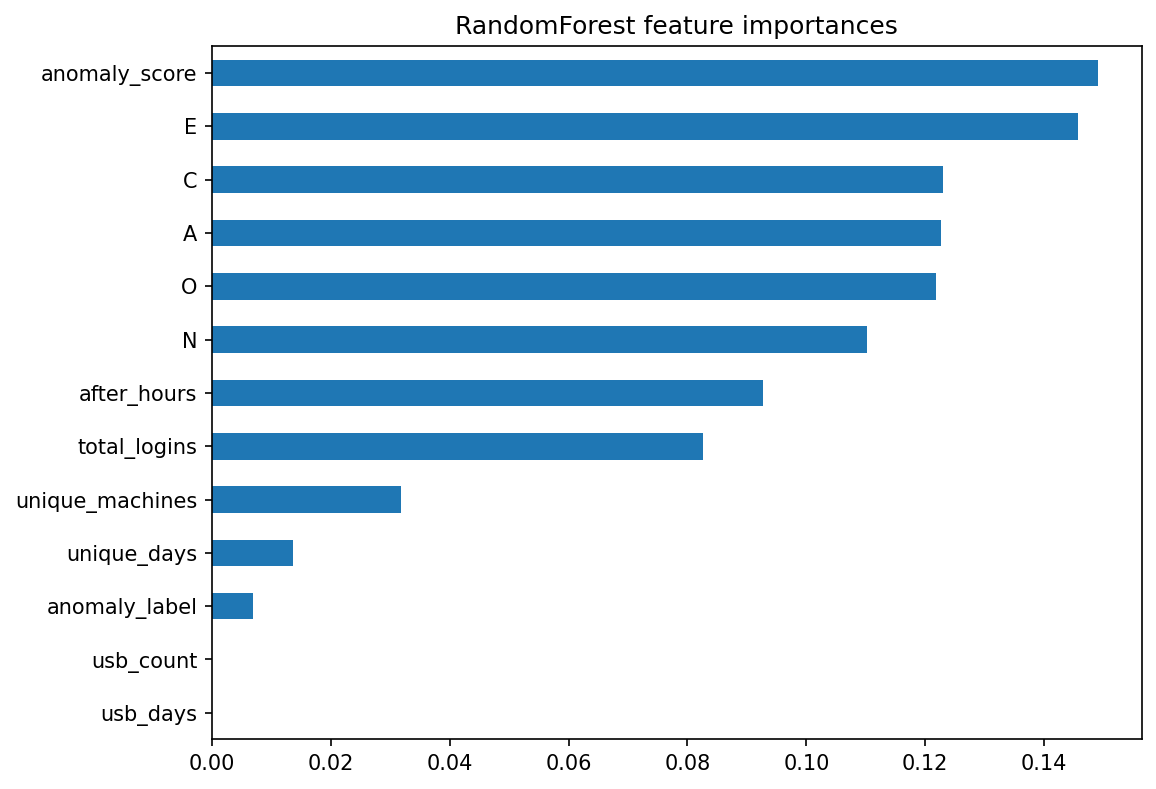 RandomForest feature importances
anomaly_score
E
C
A
O
N
after_hours
total_logins
unique_machines
unique_days
anomaly_label
usb_count
usb_days
0.00 0.02 0.04 0.06 0.08 0.10 0.12 0.14